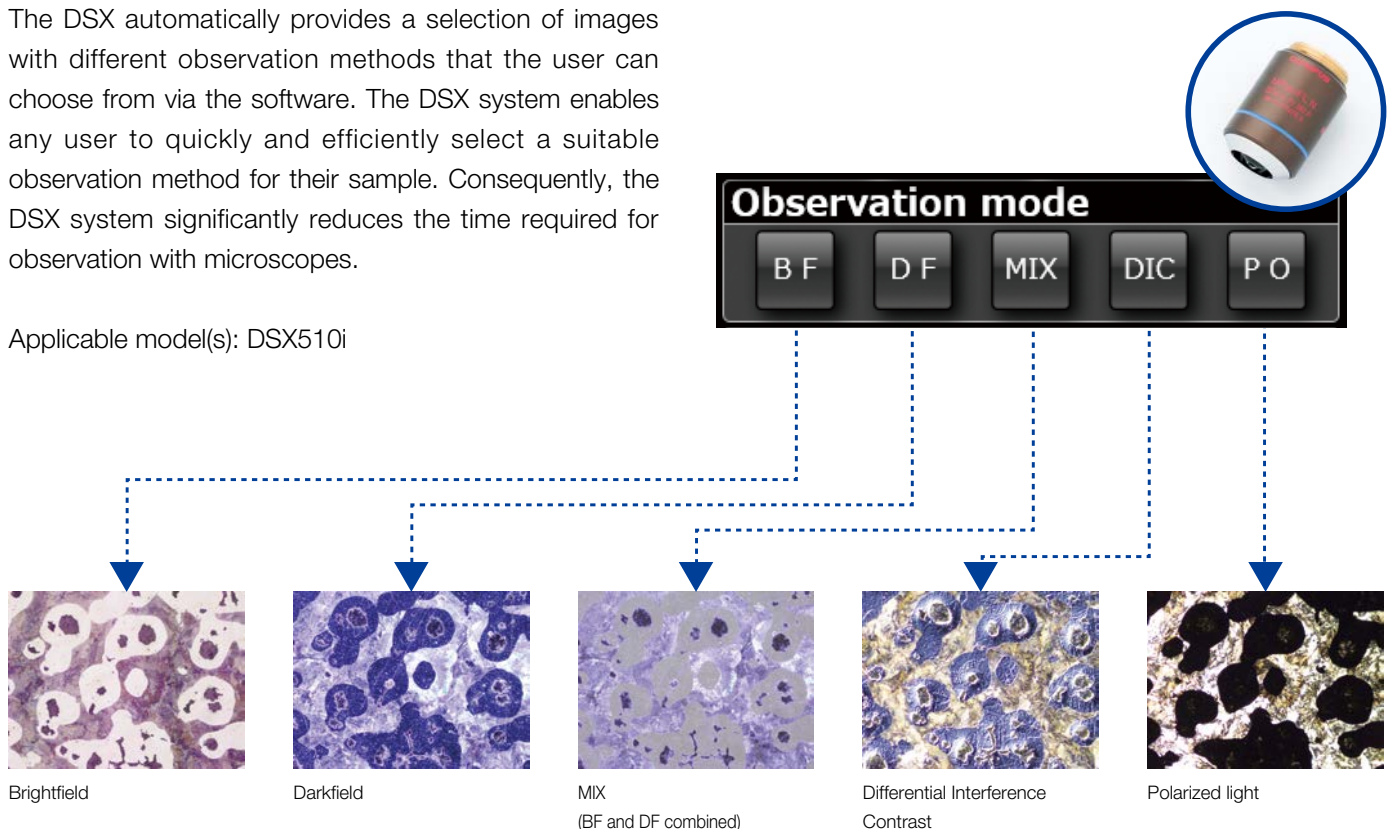 The DSX automatically provides a selection of images
with different observation methods that the user can
choose from via the software. The DSX system enables
any user to quickly and efficiently select a suitable
observation method for their sample. Consequently, the
DSX system significantly reduces the time required for
observation with microscopes.
Applicable model(s): DSX510i
Observation mode
BF DF MIX DIC PO
Brightfield
Darkfield
MIX
(BF and DF combined)
Differential Interference
Contrast
Polarized light